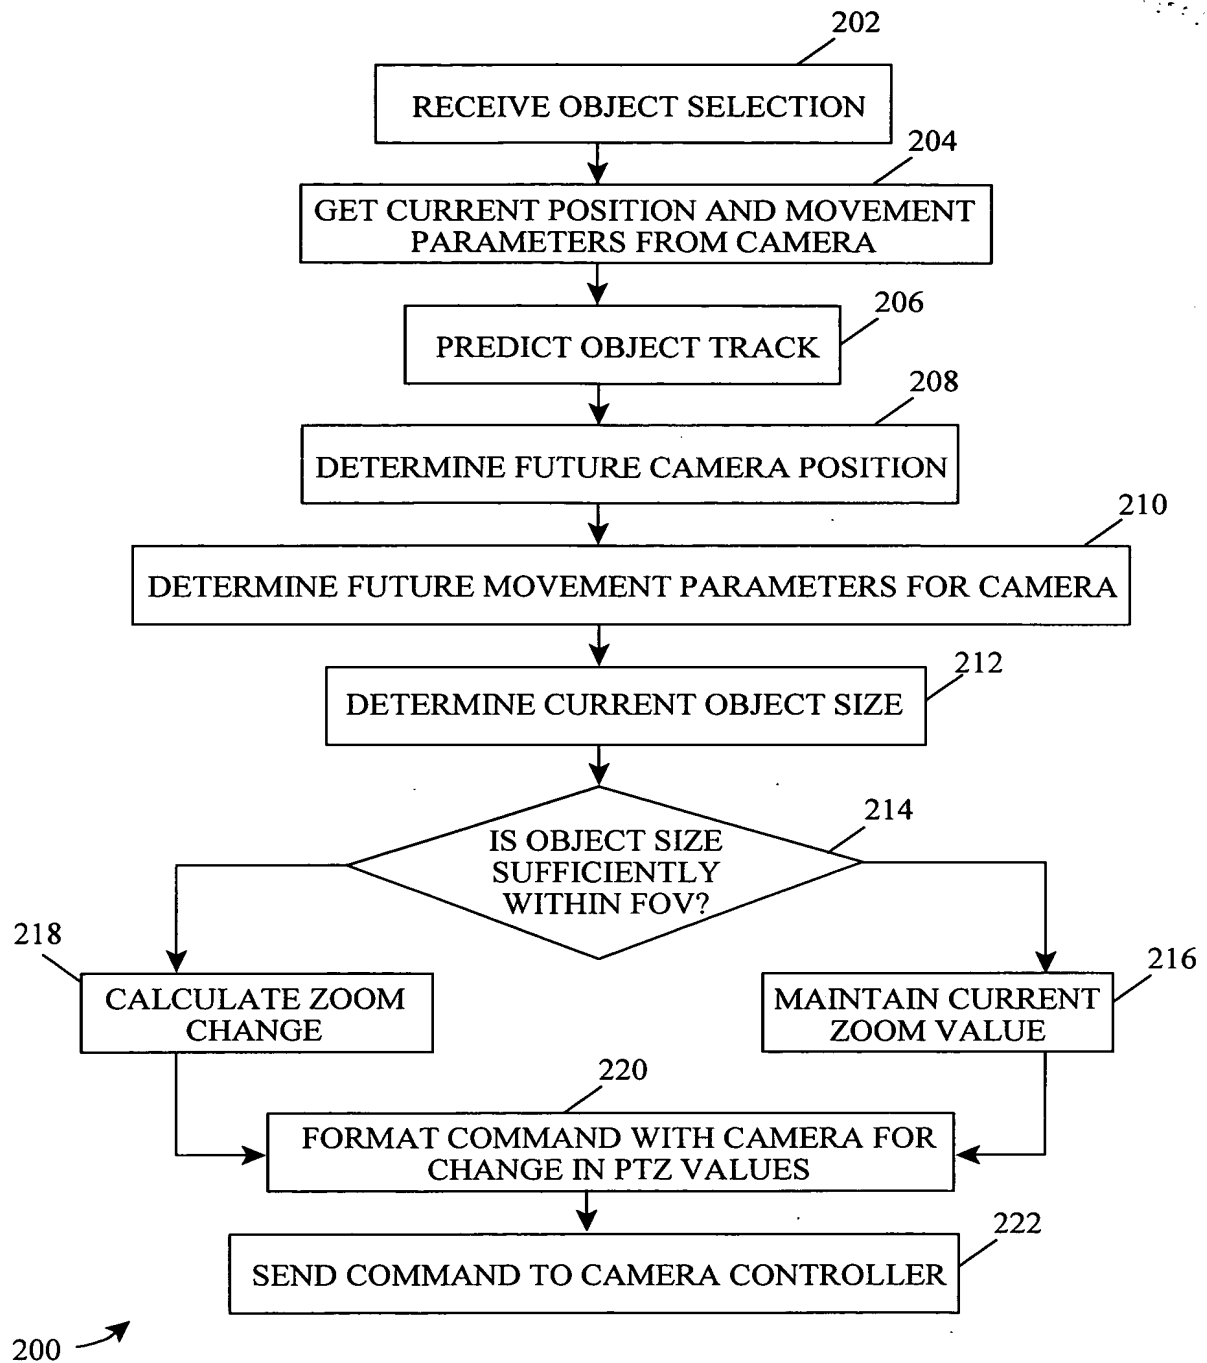 202
RECEIVE OBJECT SELECTION
204
GET CURRENT POSITION AND MOVEMENT
PARAMETERS FROM CAMERA
206
PREDICT OBJECT TRACK
208
DETERMINE FUTURE CAMERA POSITION
210
DETERMINE FUTURE MOVEMENT PARAMETERS FOR CAMERA
212
DETERMINE CURRENT OBJECT SIZE
214
IS OBJECT SIZE
SUFFICIENTLY
WITHIN FOV?
218
CALCULATE ZOOM
CHANGE
216
MAINTAIN CURRENT
ZOOM VALUE
220
FORMAT COMMAND WITH CAMERA FOR
CHANGE IN PTZ VALUES
222
SEND COMMAND TO CAMERA CONTROLLER
200